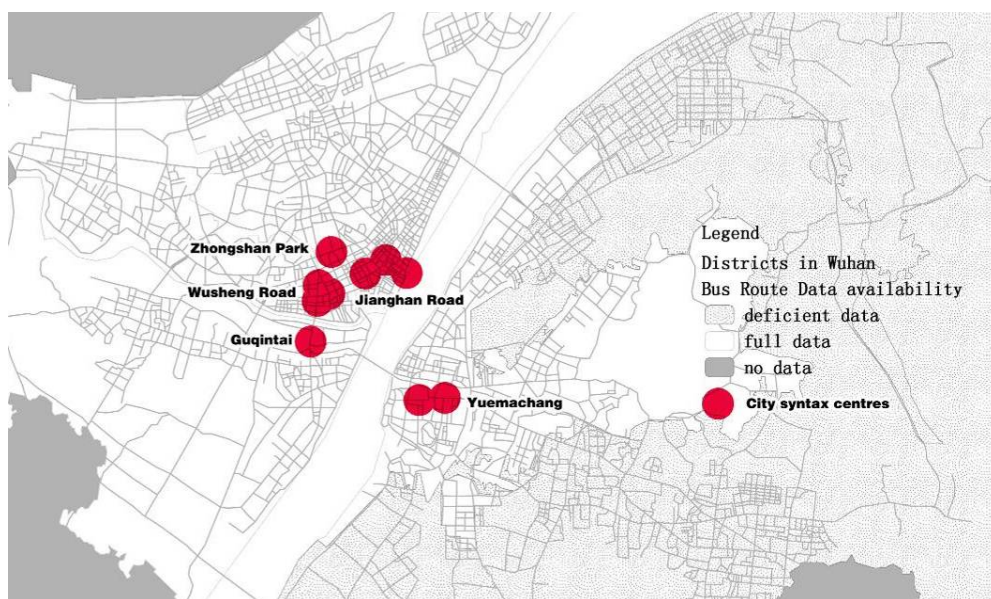 Zhongshan Park
Wusheng Road
Jianghan Road
Guqintai
Yuemachang
Legend
Districts in Wuhan
Bus Route Data availability
deficient data
full data
no data
City syntax centres